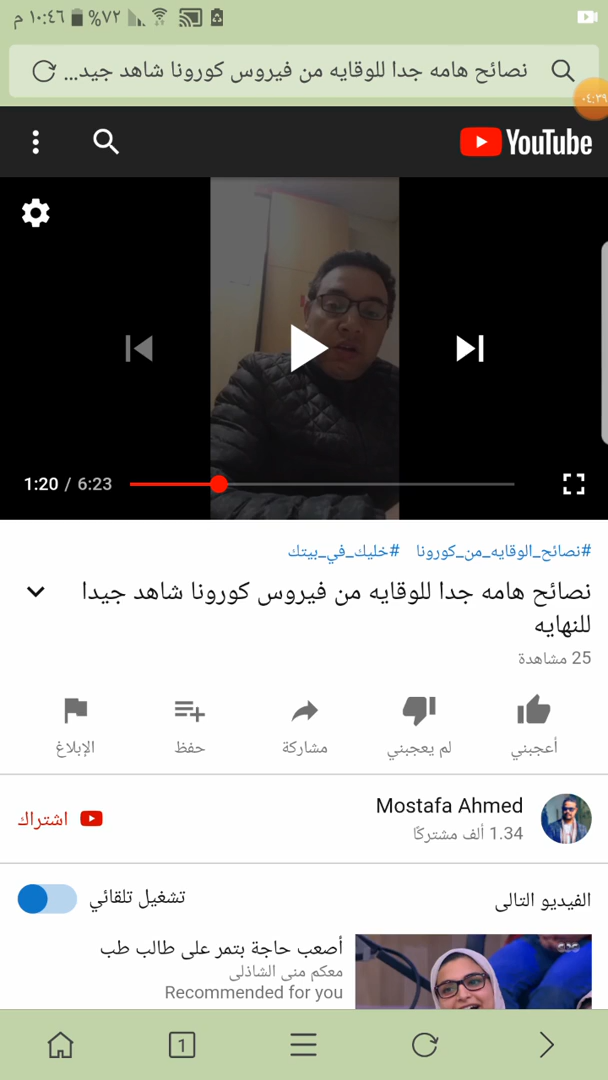 ١٠:٤٦ م
%٧٢
نصائح هامه جدا للوقايه من فيروس كورونا شاهد جيد...
٠٤:٣٩
YouTube
1:20 / 6:23
#نصائح_الوقايه_من_كورونا #خليك_في_بيتك
نصائح هامه جدا للوقايه من فيروس كورونا شاهد جيدا
للنهايه
25 مشاهدة
أعجبني
لم يعجبني
مشاركة
حفظ
الإبلاغ
Mostafa Ahmed
1.34 ألف مشتركًا
اشتراك
الفيديو التالى
تشغيل تلقائي
أصعب حاجة بتمر على طالب طب
معكم منى الشاذلى
Recommended for you
cbc
1